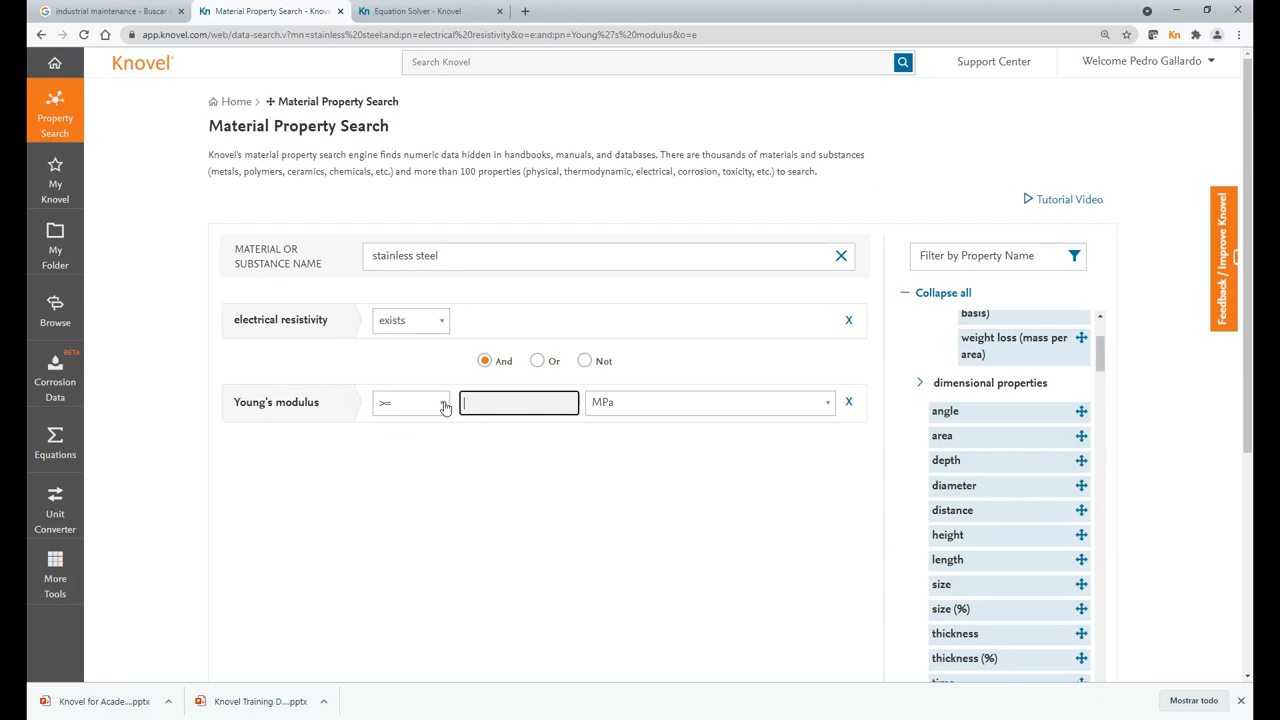 industrial maintenance - Buscar
Material Property Search - Knove
Equation Solver - Knovel
app.knovel.com/web/data-search.v?mn=stainless%20steel:and:pn=electrical%20resistivity&o=e:and:pn=Young%27s%20modulus&o=e
Kn
Knovel
Search Knovel
Support Center
Welcome Pedro Gallardo
Property
Search
My
Knovel
My
Folder
Browse
BETA
Corrosion
Data
Equations
Unit
Converter
More
Tools
Home > Material Property Search
Material Property Search
Knovel's material property search engine finds numeric data hidden in handbooks, manuals, and databases. There are thousands of materials and substances
(metals, polymers, ceramics, chemicals, etc.) and more than 100 properties (physical, thermodynamic, electrical, corrosion, toxicity, etc.) to search.
Tutorial Video
MATERIAL OR
SUBSTANCE NAME
stainless steel
electrical resistivity
exists
X
And
Or
Not
Young's modulus
>=
MPa
X
Filter by Property Name
Collapse all
basis)
weight loss (mass per
area)
dimensional properties
angle
area
depth
diameter
distance
height
length
size
size (%)
thickness
thickness (%)
time
Feedback / Improve Knovel
Knovel for Acade....pptx
Knovel Training D....pptx
Mostrar todo